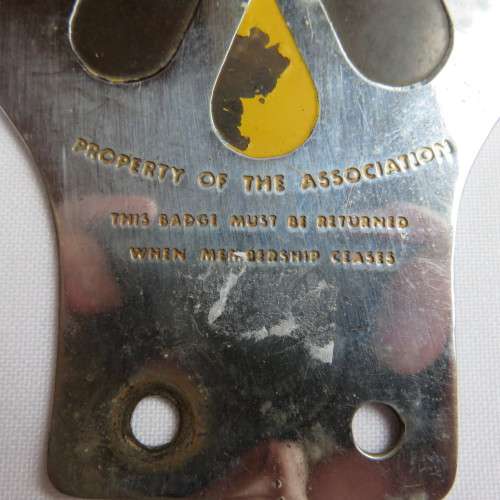 PROPERTY OF THE ASSOCIATION
THIS BADGE MUST BE RETURNED
WHEN MEMBERSHIP CEASES